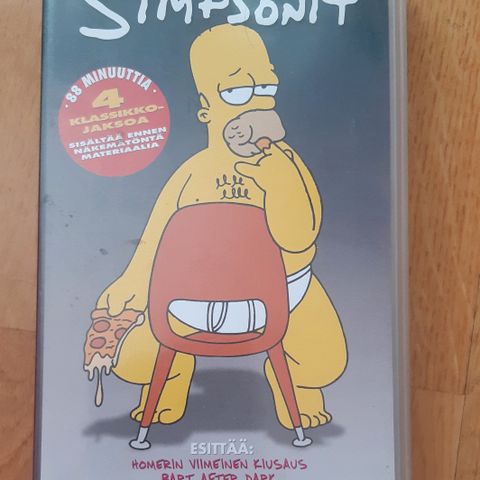 SIMPSONIT
88 MINUUTTIA
4
KLASSIKKO-
JAKSOA
SISÄLTÄÄ ENNEN
NÄKEMÄTÖNTÄ
MATERIAALIA
ESITTÄÄ:
HOMERIN VIIMEINEN KIUSAUS
BART AFTER DARK